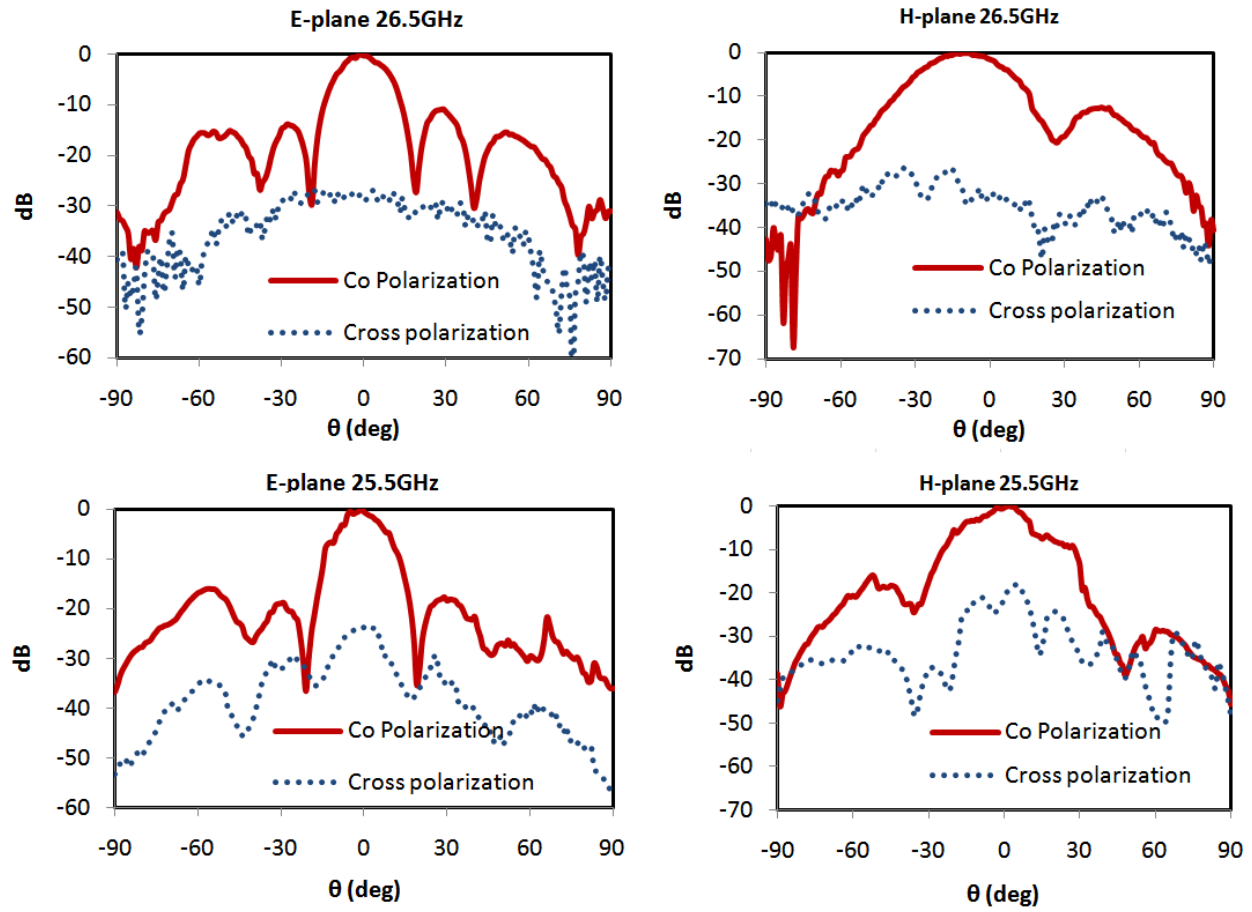 E-plane 26.5GHz
0
-10
-20
-30
-40
-50
-60
dB
Co Polarization
Cross polarization
-90 -60 -30 0 30 60 90
θ (deg)
H-plane 26.5GHz
0
-10
-20
-30
-40
-50
-60
-70
dB
Co Polarization
Cross polarization
-90 -60 -30 0 30 60 90
θ (deg)
E-plane 25.5GHz
0
-10
-20
-30
-40
-50
-60
dB
Co Polarization
Cross polarization
-90 -60 -30 0 30 60 90
θ (deg)
H-plane 25.5GHz
0
-10
-20
-30
-40
-50
-60
-70
dB
Co Polarization
Cross polarization
-90 -60 -30 0 30 60 90
θ (deg)